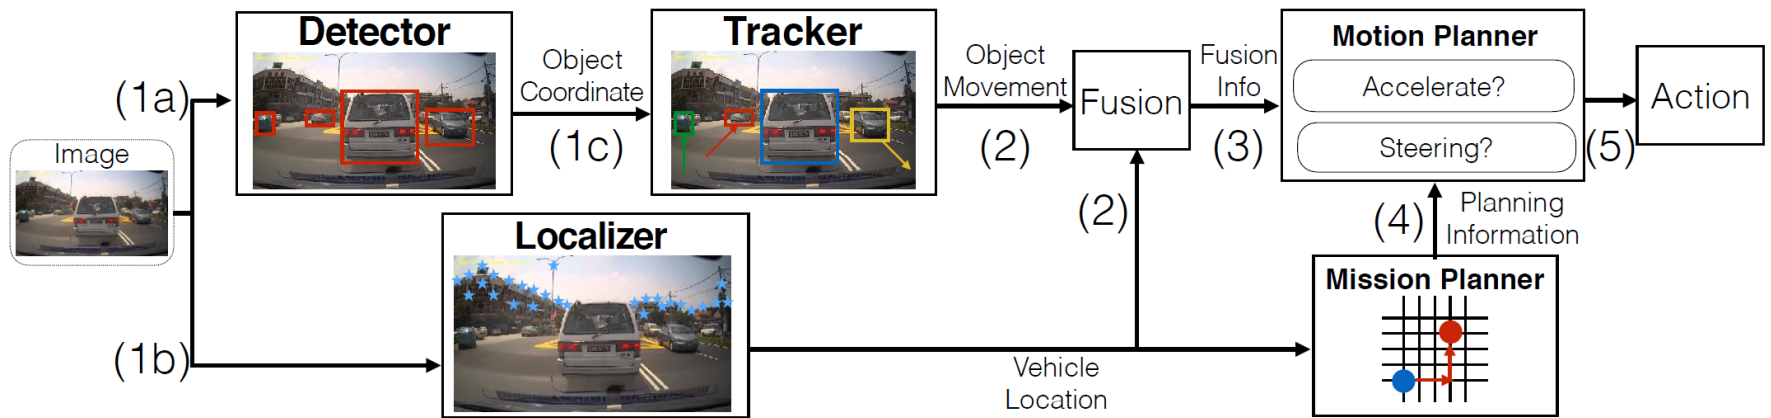 Detector
Tracker
Motion Planner
Accelerate?
Steering?
Action
Object
Coordinate
Object
Movement
Fusion
Fusion
Info
(1a)
(1c)
(2)
(3)
(5)
Image
Localizer
(2)
(4)
Planning
Information
Mission Planner
(1b)
Vehicle
Location